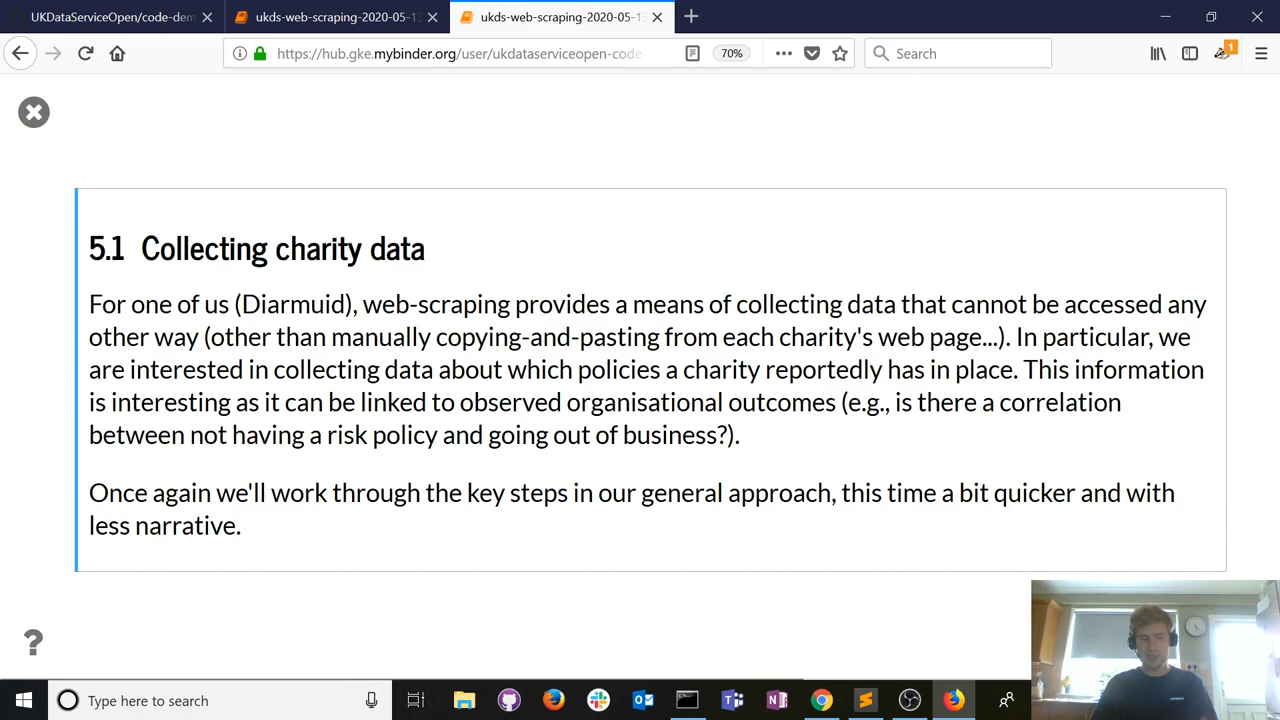 UKDataServiceOpen/code-dem
ukds-web-scraping-2020-05-13
ukds-web-scraping-2020-05-13
https://hub.gke.mybinder.org/user/ukdataserviceopen-code-
70%
Search
1
5.1 Collecting charity data
For one of us (Diarmuid), web-scraping provides a means of collecting data that cannot be accessed any
other way (other than manually copying-and-pasting from each charity's web page...). In particular, we
are interested in collecting data about which policies a charity reportedly has in place. This information
is interesting as it can be linked to observed organisational outcomes (e.g., is there a correlation
between not having a risk policy and going out of business?).
Once again we'll work through the key steps in our general approach, this time a bit quicker and with
less narrative.
?
Type here to search